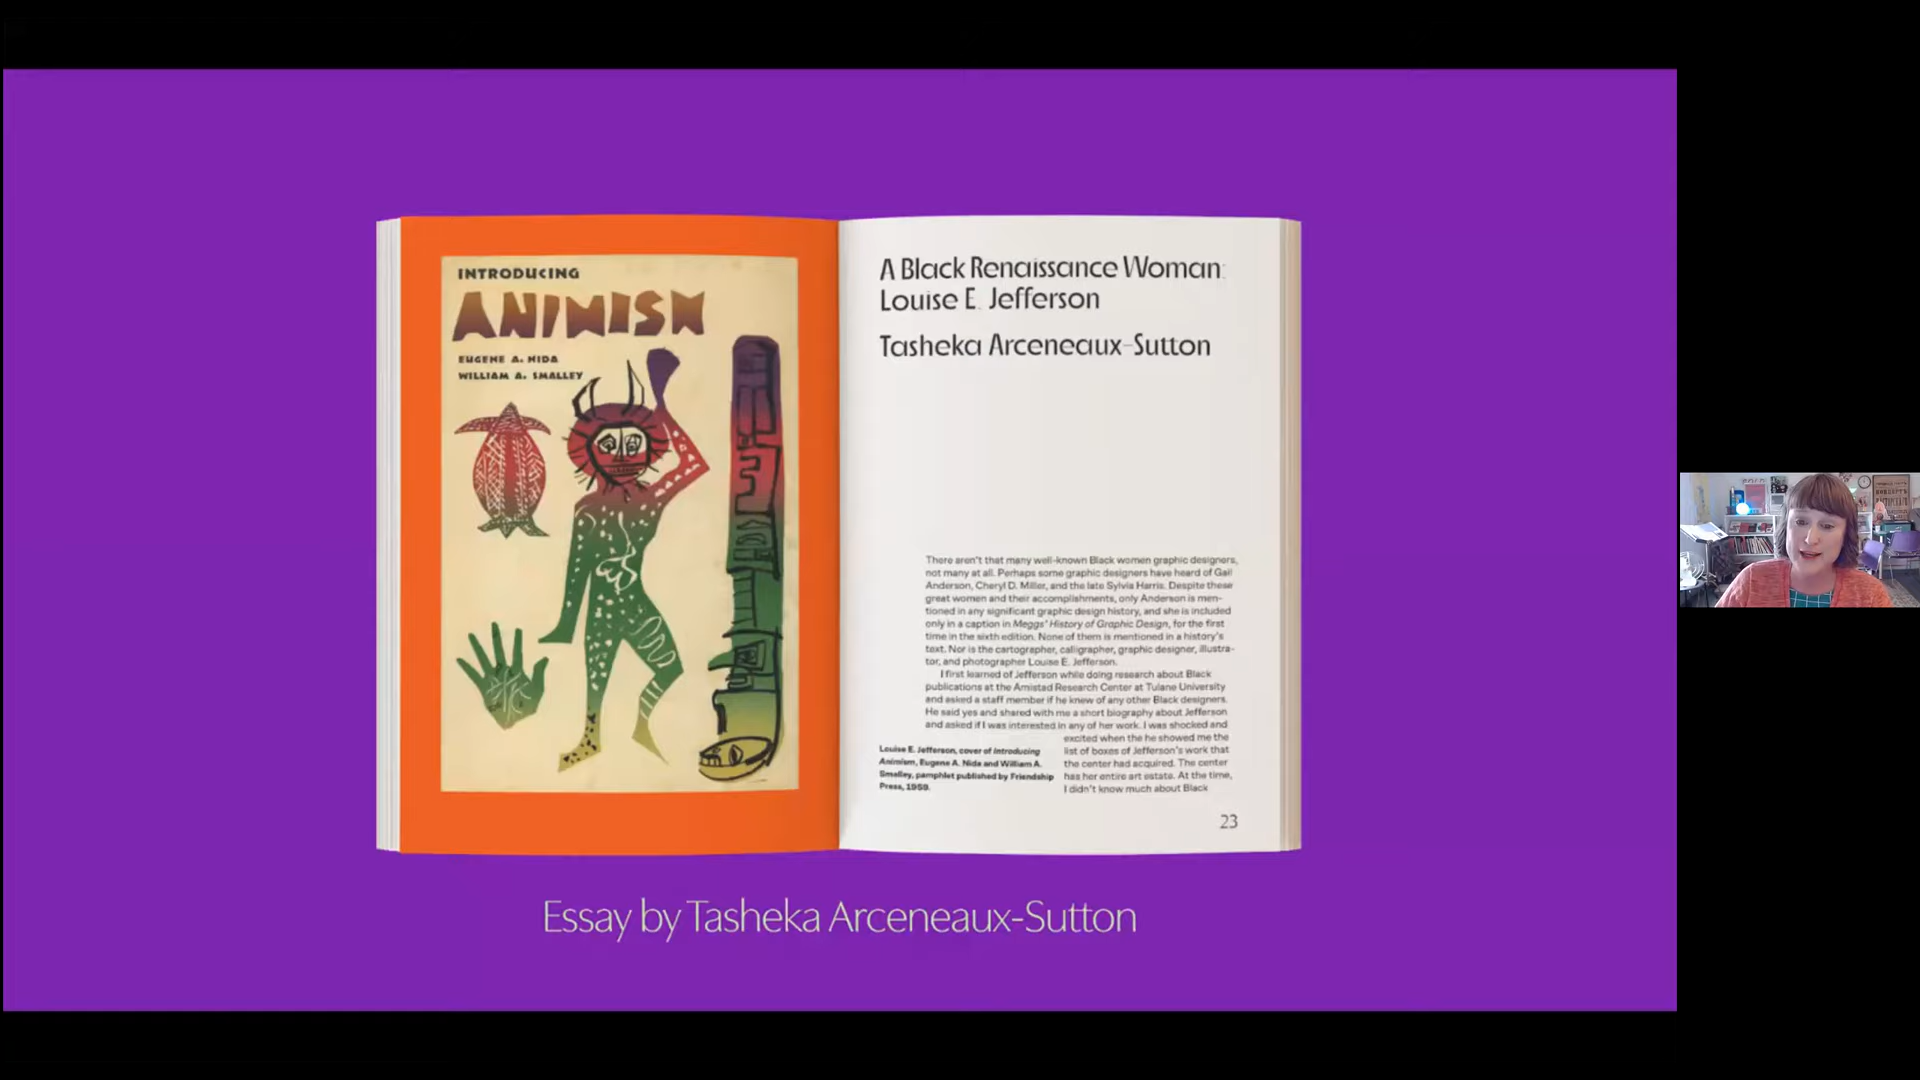 INTRODUCING
ANIMISM
EUGENE A. NIDA
WILLIAM A. SMALLEY
A Black Renaissance Woman:
Louise E. Jefferson
Tasheka Arceneaux-Sutton
There aren't that many well-known Black women graphic designers,
not many at all. Perhaps some graphic designers have heard of Gail
Anderson, Cheryl D. Miller, and the late Sylvia Harris. Despite these
great women and their accomplishments, only Anderson is men-
tioned in any significant graphic design history, and she is included
only in a caption in Meggs' History of Graphic Design, for the first
time in the sixth edition. None of them is mentioned in a history's
text. Nor is the cartographer, calligrapher, graphic designer, illustra-
tor, and photographer Louise E. Jefferson.
I first learned of Jefferson while doing research about Black
publications at the Amistad Research Center at Tulane University
and asked a staff member if he knew of any other Black designers.
He said yes and shared with me a short biography about Jefferson
and asked if I was interested in any of her work. I was shocked and
excited when the he showed me the
list of boxes of Jefferson's work that
the center had acquired. The center
has her entire art estate. At the time,
I didn't know much about Black
Louise E. Jefferson, cover of Introducing
Animism, Eugene A. Nida and William A.
Smalley, pamphlet published by Friendship
Press, 1959.
23
Essay by Tasheka Arceneaux-Sutton